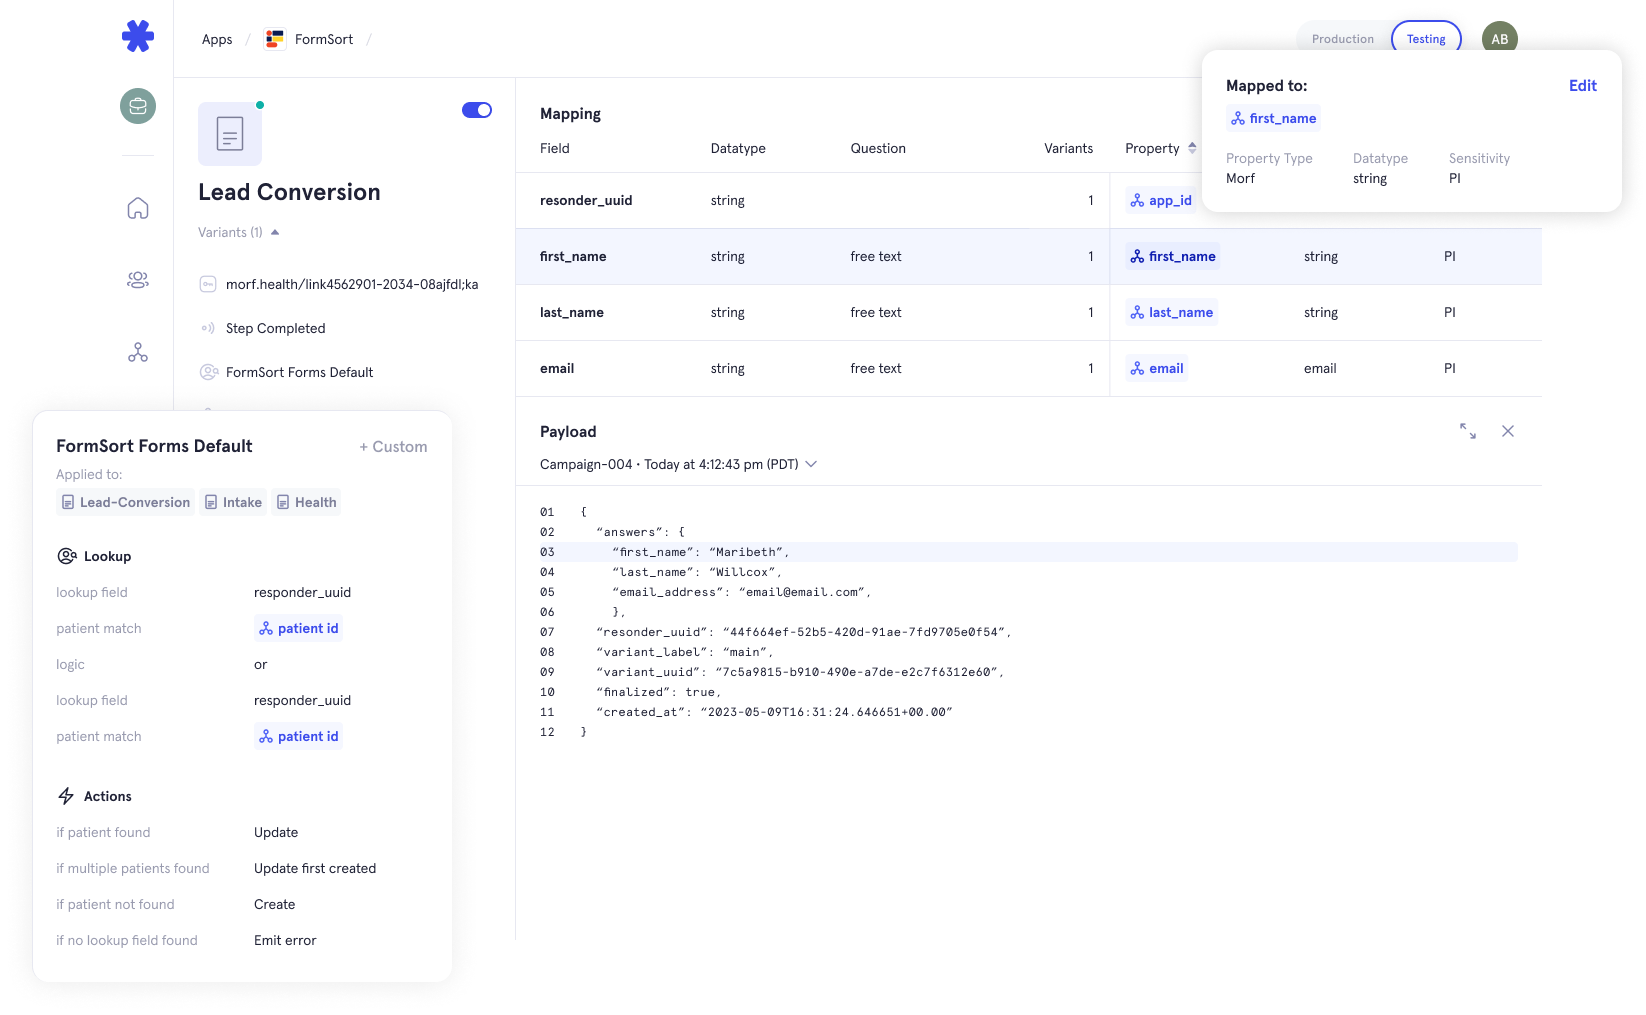 Apps / FormSort /
Production Testing AB
Mapped to: Edit
first_name
Property Type Datatype Sensitivity
Morf string PI
Lead Conversion
Variants (1)
morf.health/link4562901-2034-08ajfdl;ka
Step Completed
FormSort Forms Default
Mapping
Field Datatype Question Variants Property
resonder_uuid string 1 app_id
first_name string free text 1 first_name string PI
last_name string free text 1 last_name string PI
email string free text 1 email email PI
Payload
Campaign-004 • Today at 4:12:43 pm (PDT)
01 {
02 “answers”: {
03 “first_name”: “Maribeth”,
04 “last_name”: “Willcox”,
05 “email_address”: “email@email.com”,
06 },
07 “resonder_uuid”: “44f664ef-52b5-420d-91ae-7fd9705e0f54”,
08 “variant_label”: “main”,
09 “variant_uuid”: “7c5a9815-b910-490e-a7de-e2c7f6312e60”,
10 “finalized”: true,
11 “created_at”: “2023-05-09T16:31:24.646651+00.00”
12 }
FormSort Forms Default + Custom
Applied to:
Lead-Conversion Intake Health
Lookup
lookup field responder_uuid
patient match patient id
logic or
lookup field responder_uuid
patient match patient id
Actions
if patient found Update
if multiple patients found Update first created
if patient not found Create
if no lookup field found Emit error